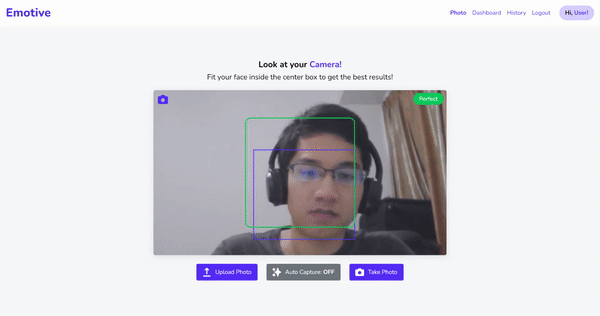 Emotive
Photo Dashboard History Logout Hi, User!
Look at your Camera!
Fit your face inside the center box to get the best results!
Perfect
Upload Photo Auto Capture: OFF Take Photo